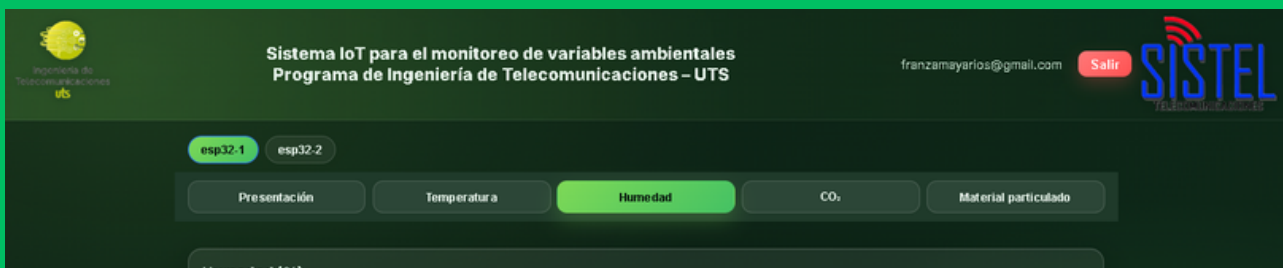 Ingeniería de
Telecomunicaciones
uts
Sistema IoT para el monitoreo de variables ambientales
Programa de Ingeniería de Telecomunicaciones – UTS
franzamayarios@gmail.com
Salir
SISTEL
TELECOMUNICACIONES
esp32-1
esp32-2
Presentación
Temperatura
Humedad
CO₂
Material particulado